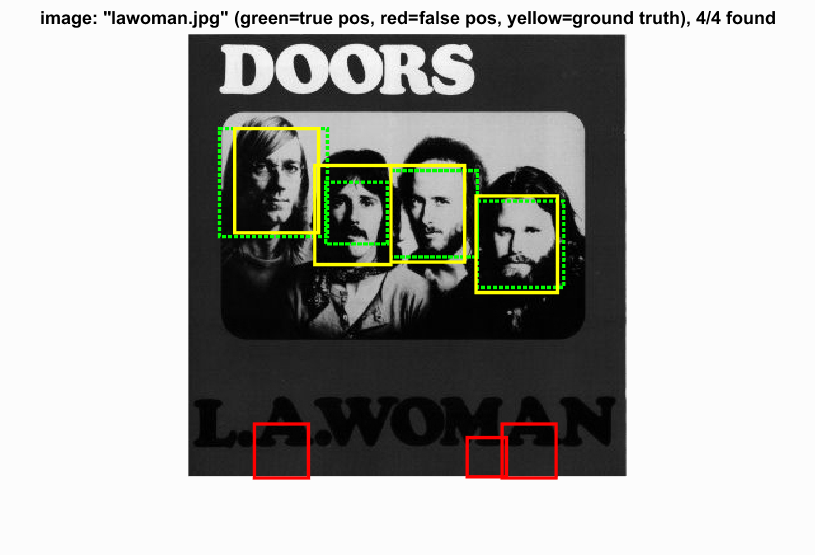 image: "lawoman.jpg" (green=true pos, red=false pos, yellow=ground truth), 4/4 found
DOORS
L.A.WOMAN